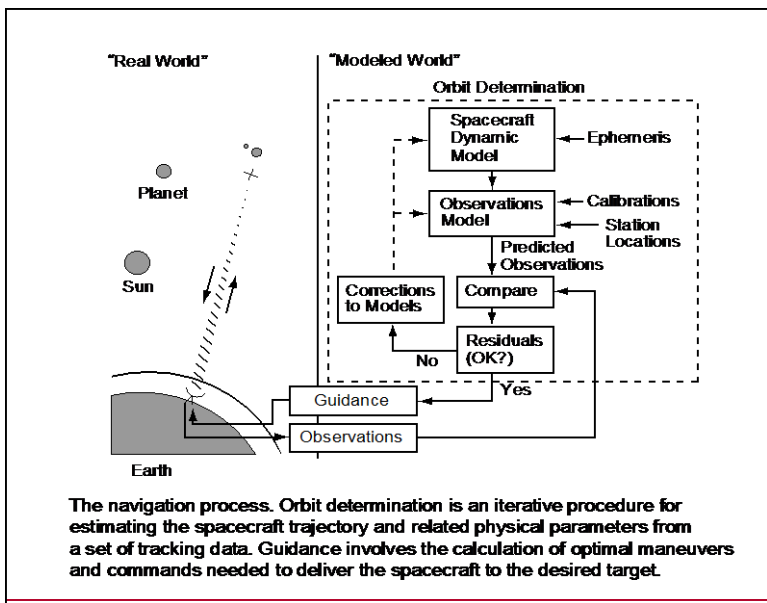 "Real World"
"Modeled World"
Orbit Determination
Spacecraft
Dynamic
Model
Ephemeris
Planet
Observations
Model
Calibrations
Station
Locations
Predicted
Observations
Sun
Corrections
to Models
Compare
Residuals
(OK?)
No
Yes
Guidance
Observations
Earth
The navigation process. Orbit determination is an iterative procedure for
estimating the spacecraft trajectory and related physical parameters from
a set of tracking data. Guidance involves the calculation of optimal maneuvers
and commands needed to deliver the spacecraft to the desired target.